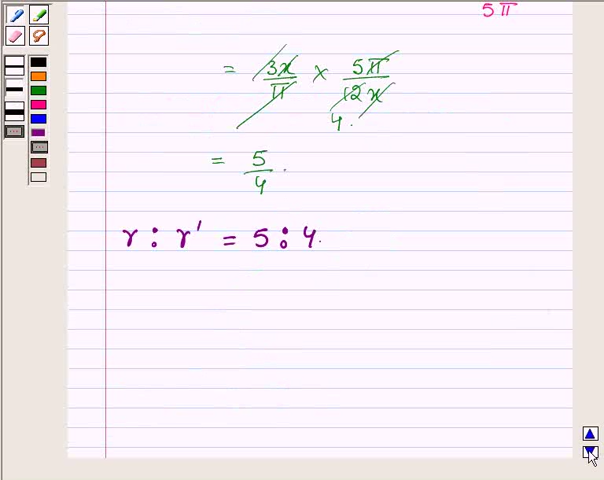 5π
= 3x/π × 5π/12x
4.
= 5/4.
r : r' = 5 : 4.